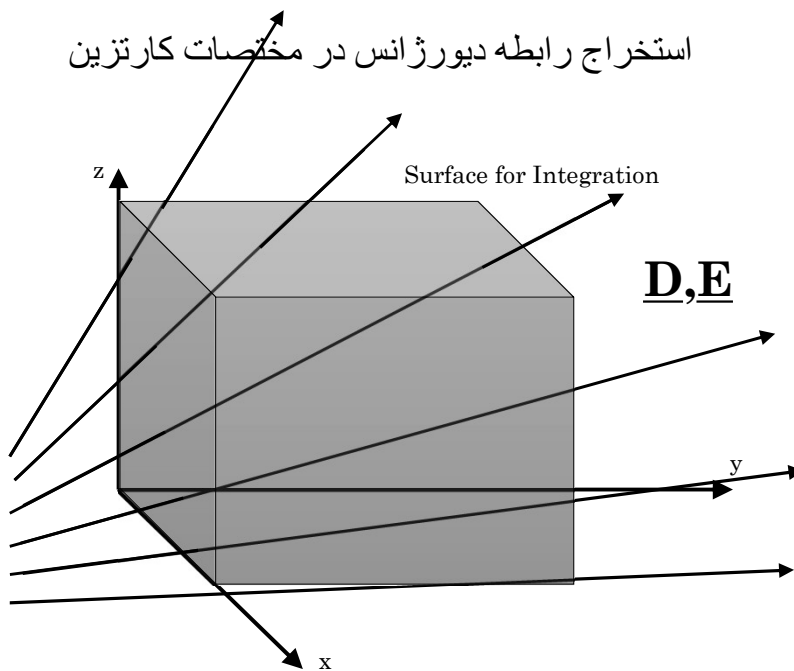 استخراج رابطه دیورژانس در مختصات کارتزین
z
Surface for Integration
D,E
y
x